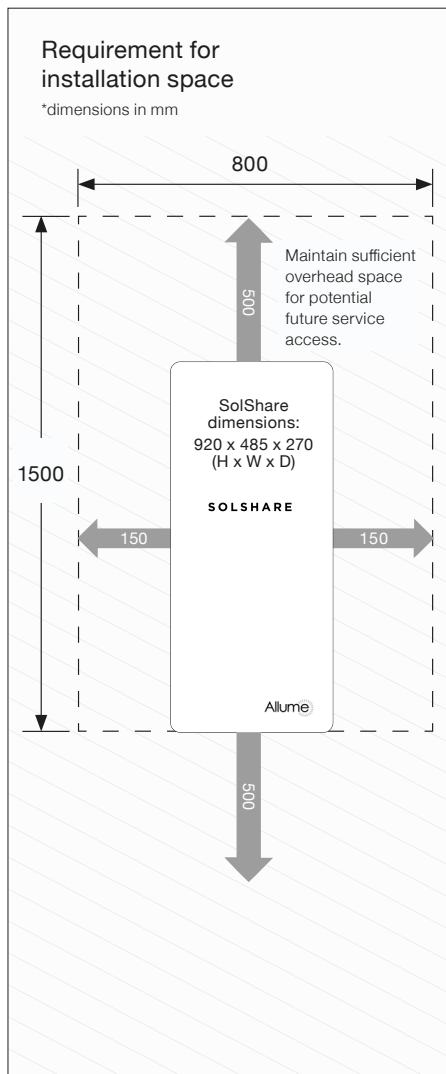 Requirement for
installation space
*dimensions in mm
800
500
Maintain sufficient
overhead space
for potential
future service
access.
SolShare
dimensions:
920 x 485 x 270
(H x W x D)
1500
SOLSHARE
150
150
Allume
500